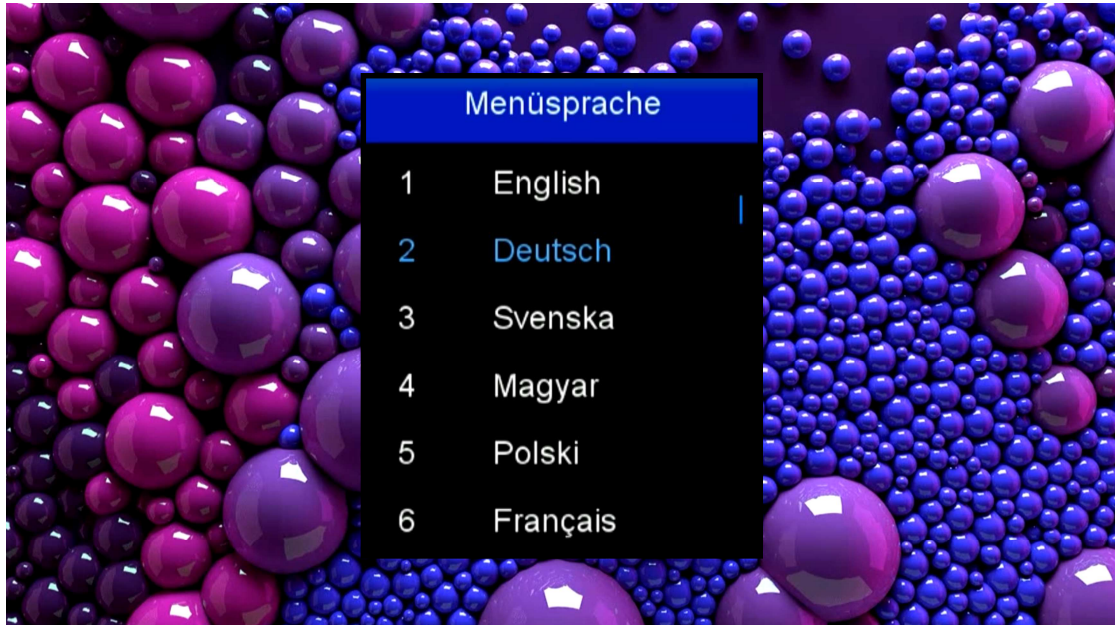 Menüsprache
1 English
2 Deutsch
3 Svenska
4 Magyar
5 Polski
6 Français